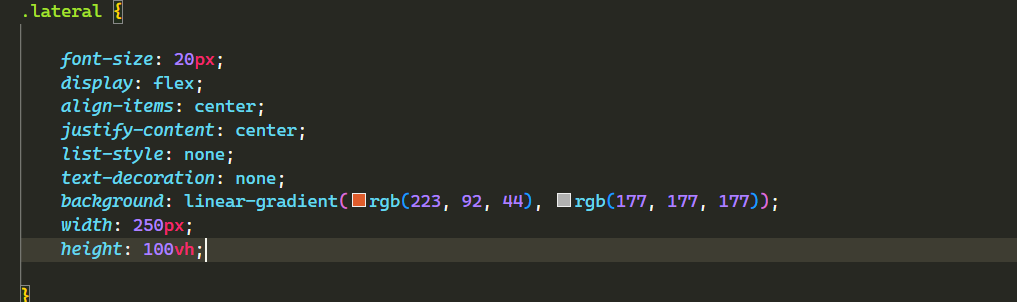 .lateral {
font-size: 20px;
display: flex;
align-items: center;
justify-content: center;
list-style: none;
text-decoration: none;
background: linear-gradient(rgb(223, 92, 44), rgb(177, 177, 177));
width: 250px;
height: 100vh;
}